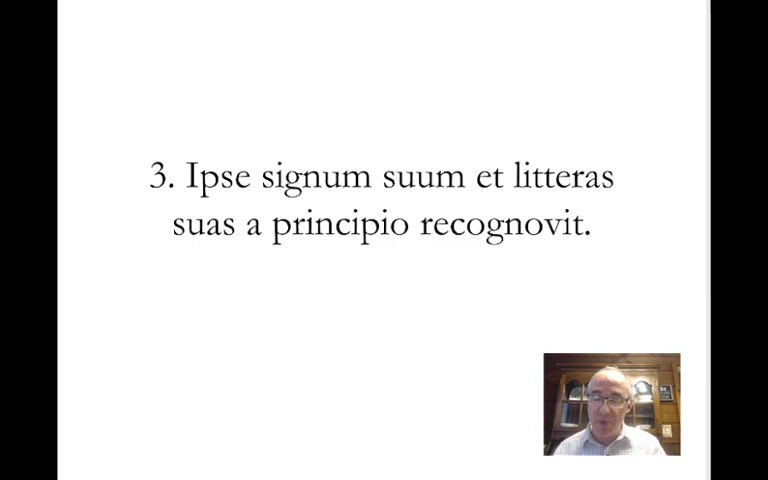 3. Ipse signum suum et litteras
suas a principio recognovit.